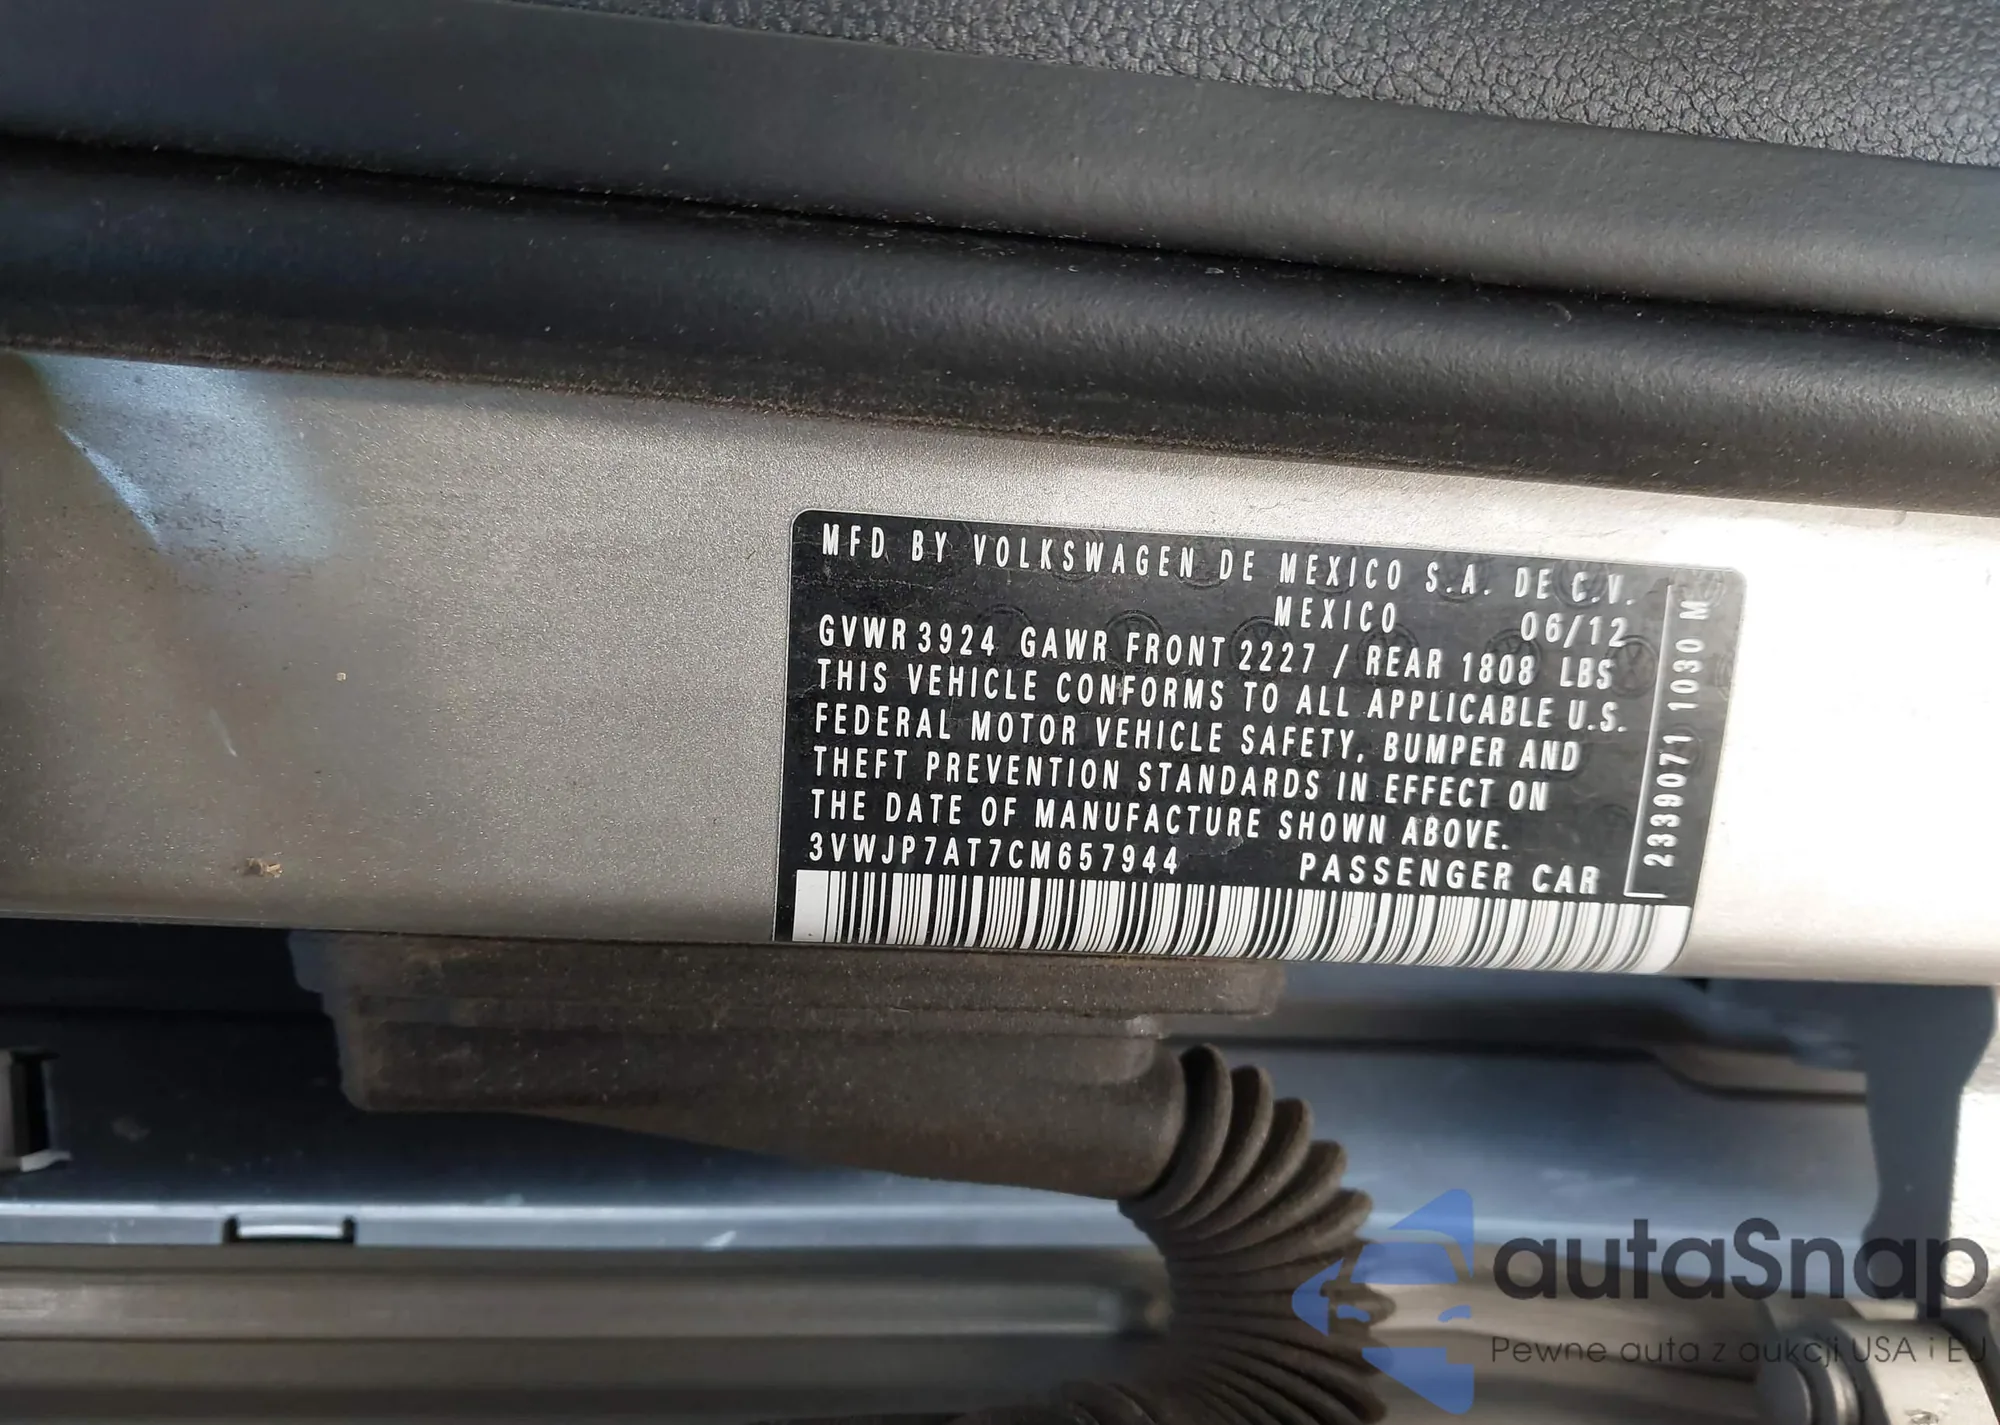 MFD BY VOLKSWAGEN DE MEXICO S.A. DE C.V.
MEXICO 06/12
GVWR 3924 GAWR FRONT 2227 / REAR 1808 LBS
THIS VEHICLE CONFORMS TO ALL APPLICABLE U.S.
FEDERAL MOTOR VEHICLE SAFETY, BUMPER AND
THEFT PREVENTION STANDARDS IN EFFECT ON
THE DATE OF MANUFACTURE SHOWN ABOVE.
3VWJP7AT7CM657944 PASSENGER CAR
2339071 1030 M
autaSnap
Pewne auta z aukcji USA i EU